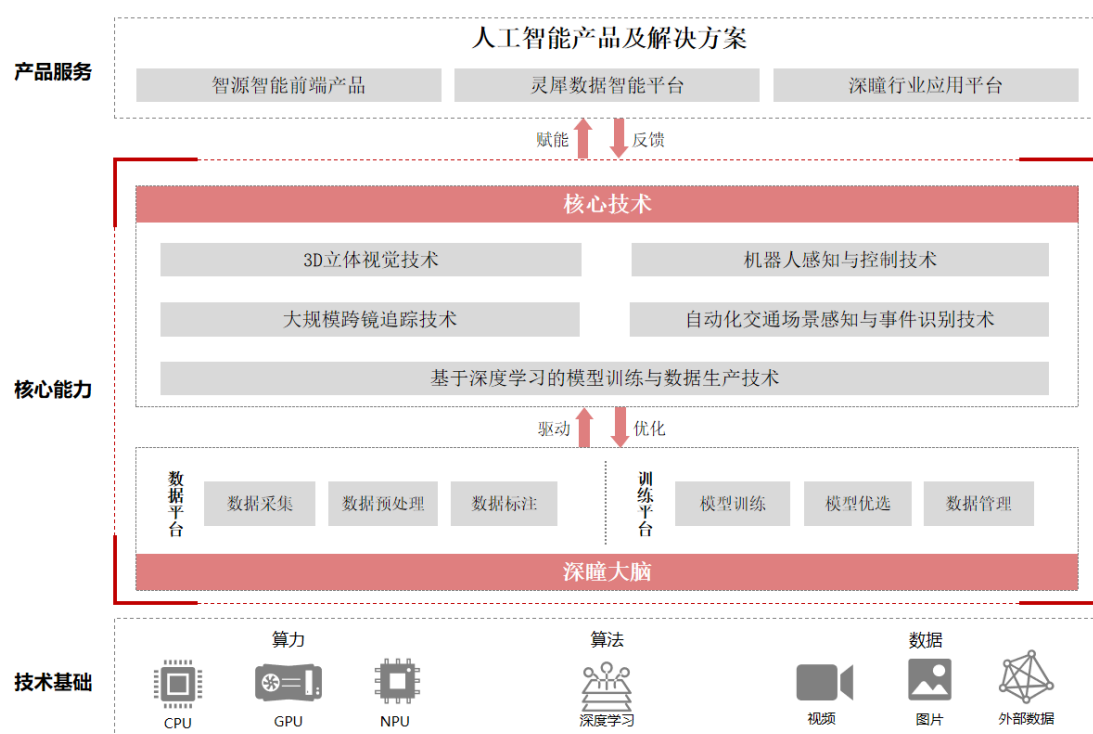 人工智能产品及解决方案
产品服务
智源智能前端产品
灵犀数据智能平台
深瞳行业应用平台
赋能
反馈
核心技术
3D立体视觉技术
机器人感知与控制技术
大规模跨镜追踪技术
自动化交通场景感知与事件识别技术
基于深度学习的模型训练与数据生产技术
核心能力
驱动
优化
数据平台
数据采集
数据预处理
数据标注
训练平台
模型训练
模型优选
数据管理
深瞳大脑
技术基础
算力
算法
数据
CPU
GPU
NPU
深度学习
视频
图片
外部数据